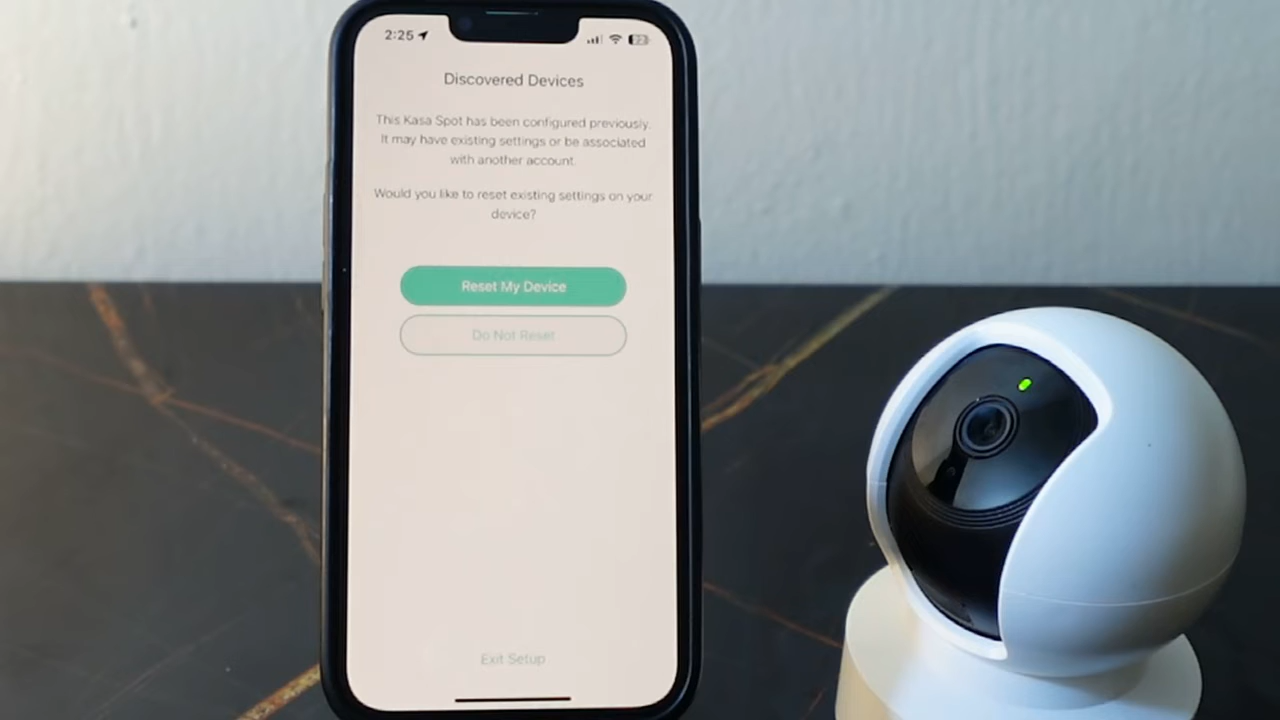 2:25
22
Discovered Devices
This Kasa Spot has been configured previously.
It may have existing settings or be associated
with another account.
Would you like to reset existing settings on your
device?
Reset My Device
Do Not Reset
Exit Setup